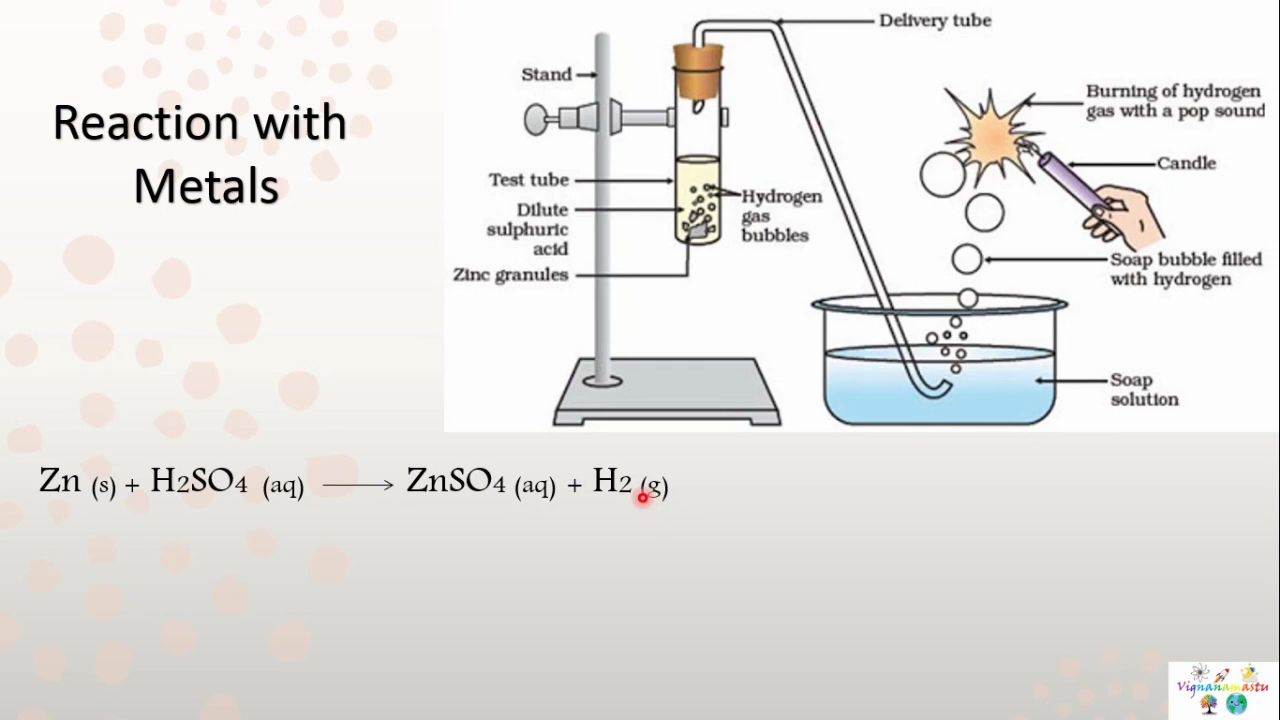 Reaction with
Metals
Delivery tube
Stand
Burning of hydrogen
gas with a pop sound
Candle
Test tube
Hydrogen
gas
bubbles
Dilute
sulphuric
acid
Zinc granules
Soap bubble filled
with hydrogen
Soap
solution
Zn (s) + H2SO4 (aq) ⟶ ZnSO4 (aq) + H2 (g)
Vignanamastu